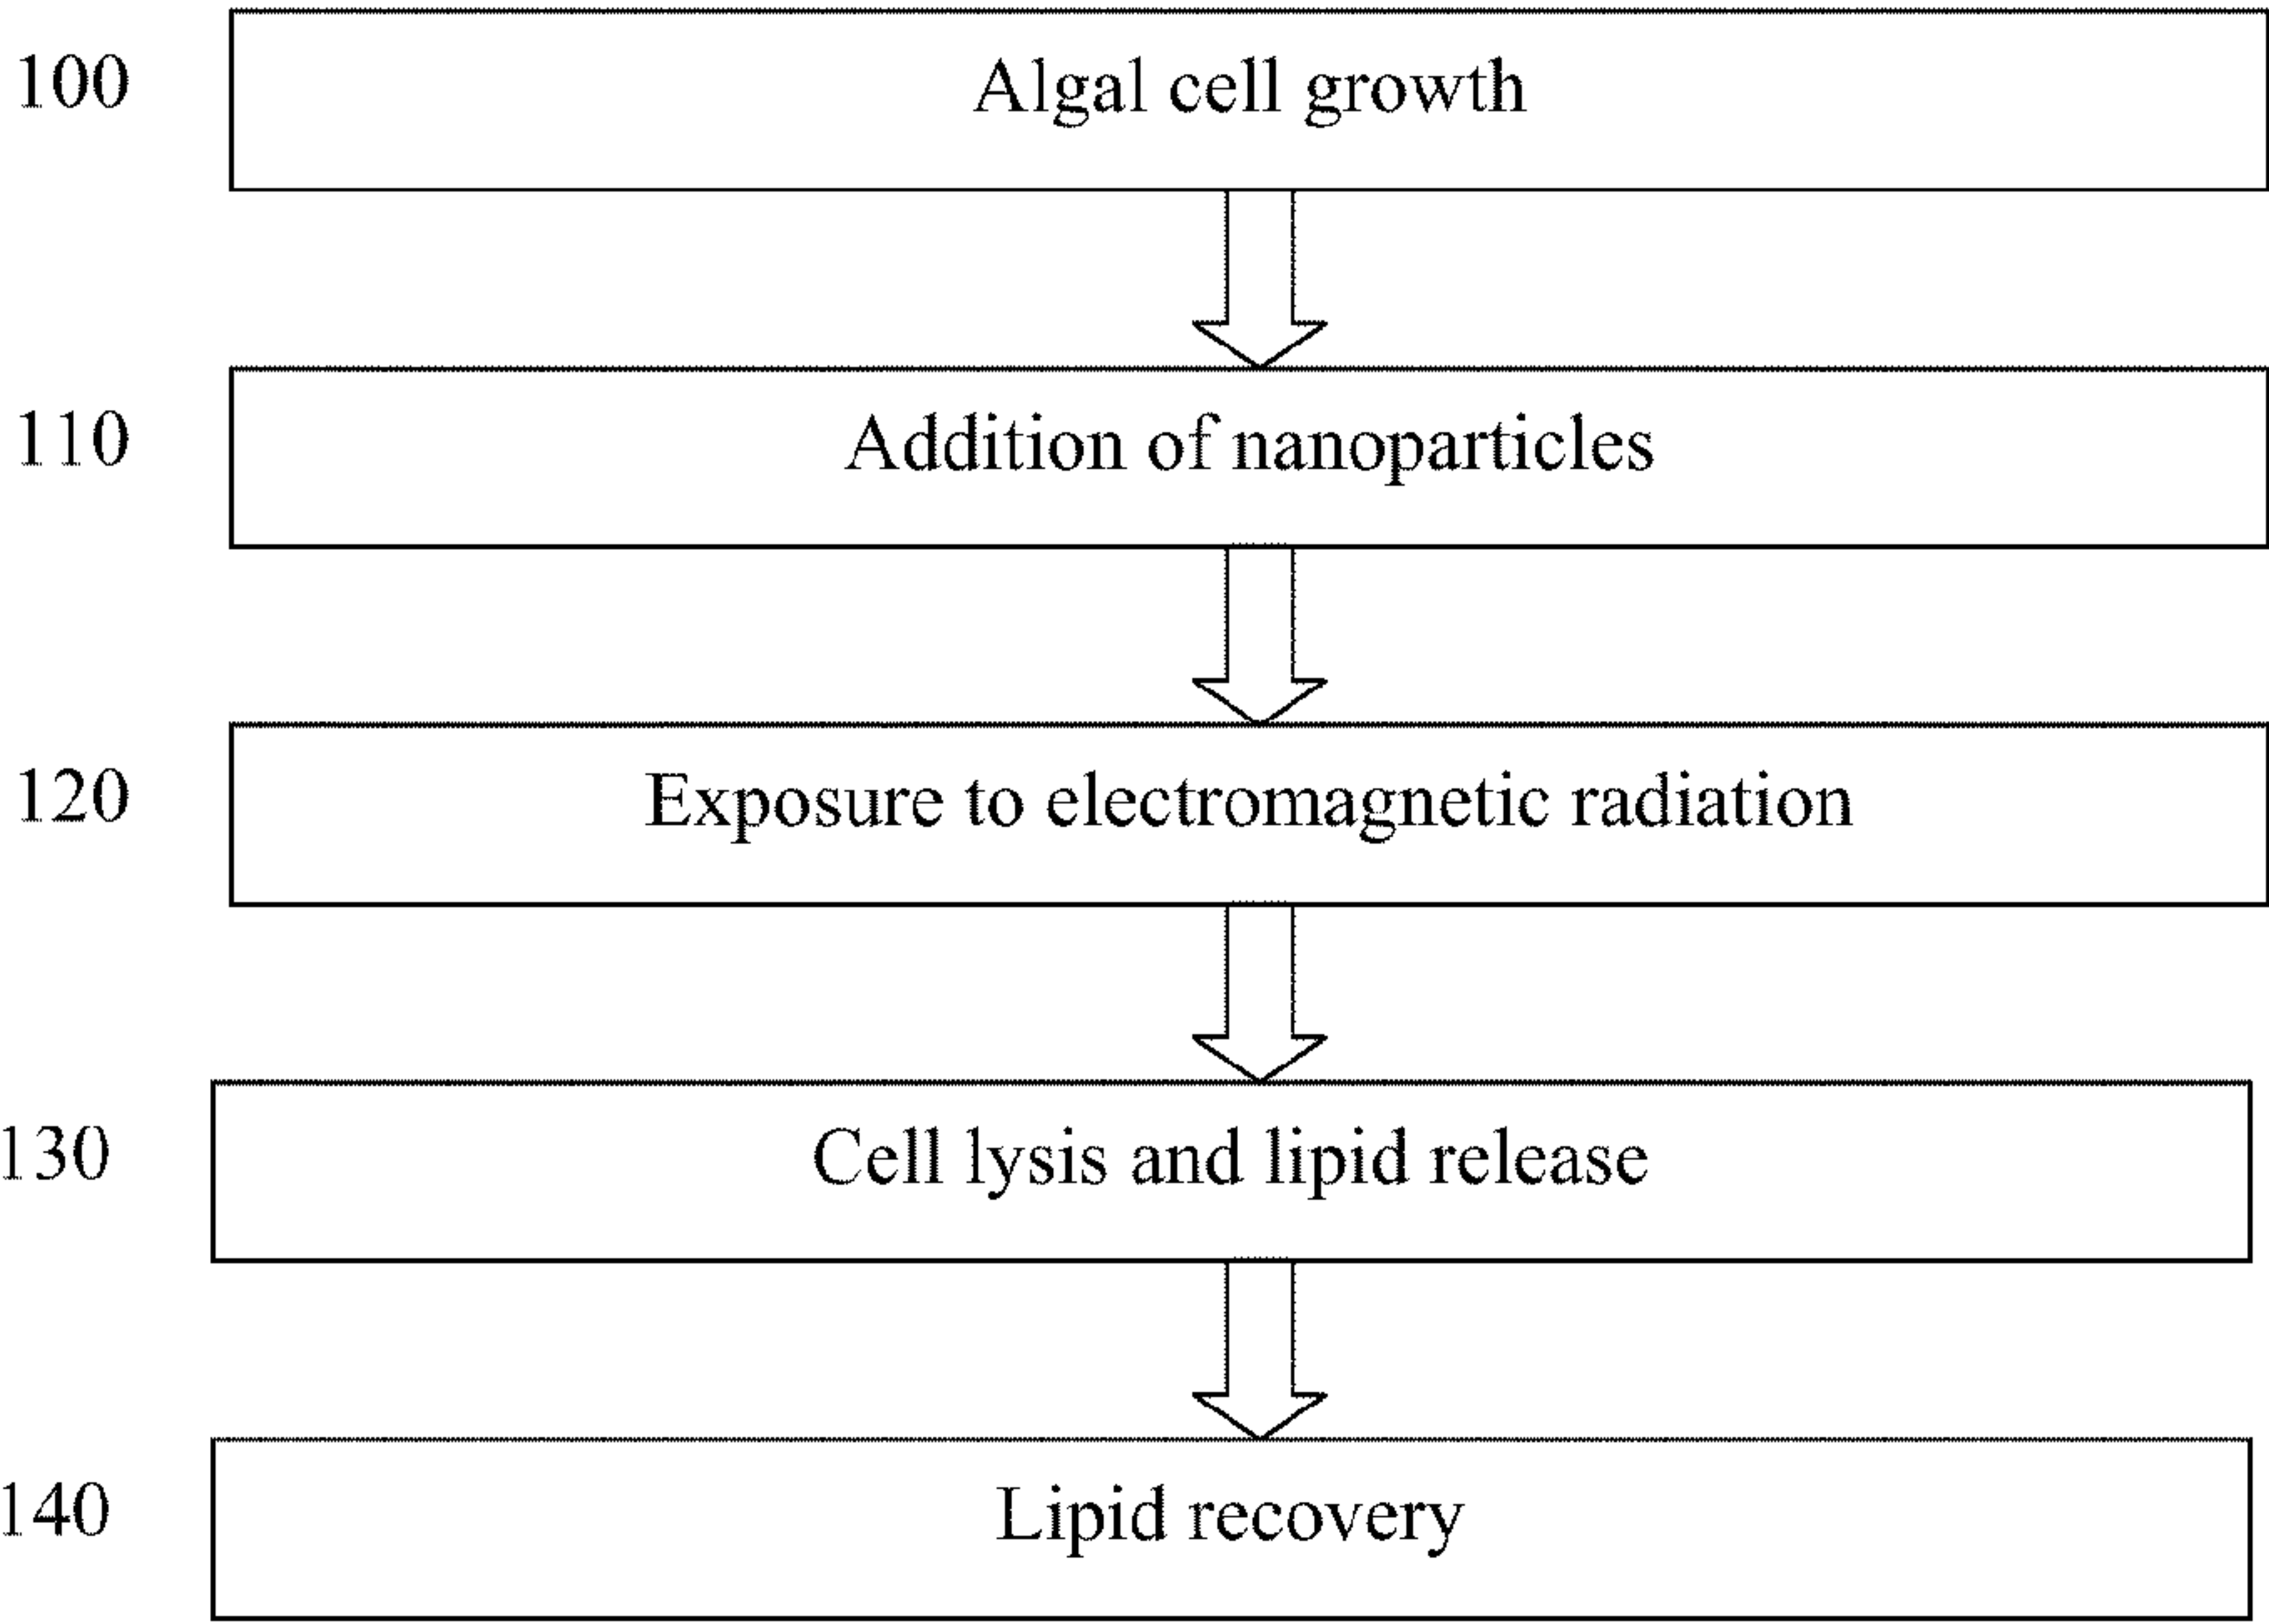 100 Algal cell growth
110 Addition of nanoparticles
120 Exposure to electromagnetic radiation
130 Cell lysis and lipid release
140 Lipid recovery